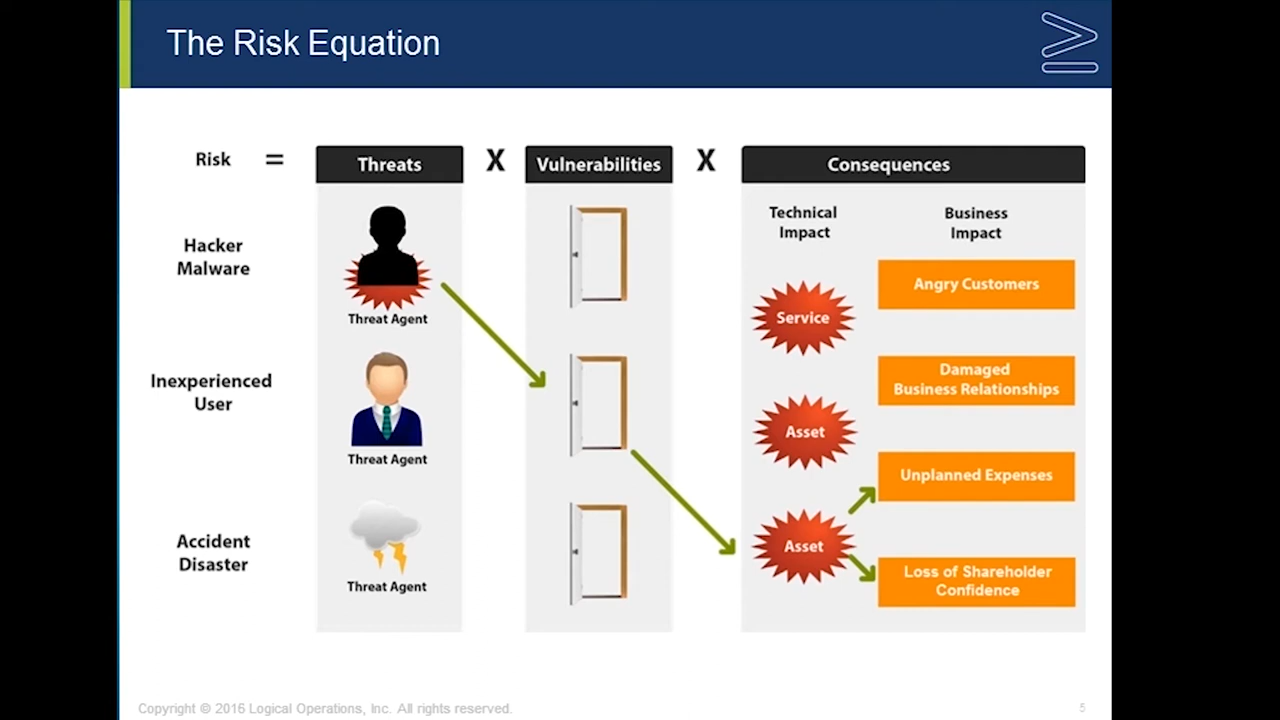 The Risk Equation
Risk = Threats X Vulnerabilities X Consequences
Technical
Impact
Business
Impact
Hacker
Malware
Threat Agent
Inexperienced
User
Threat Agent
Accident
Disaster
Threat Agent
Service
Asset
Asset
Angry Customers
Damaged
Business Relationships
Unplanned Expenses
Loss of Shareholder
Confidence
Copyright © 2016 Logical Operations, Inc. All rights reserved.
5